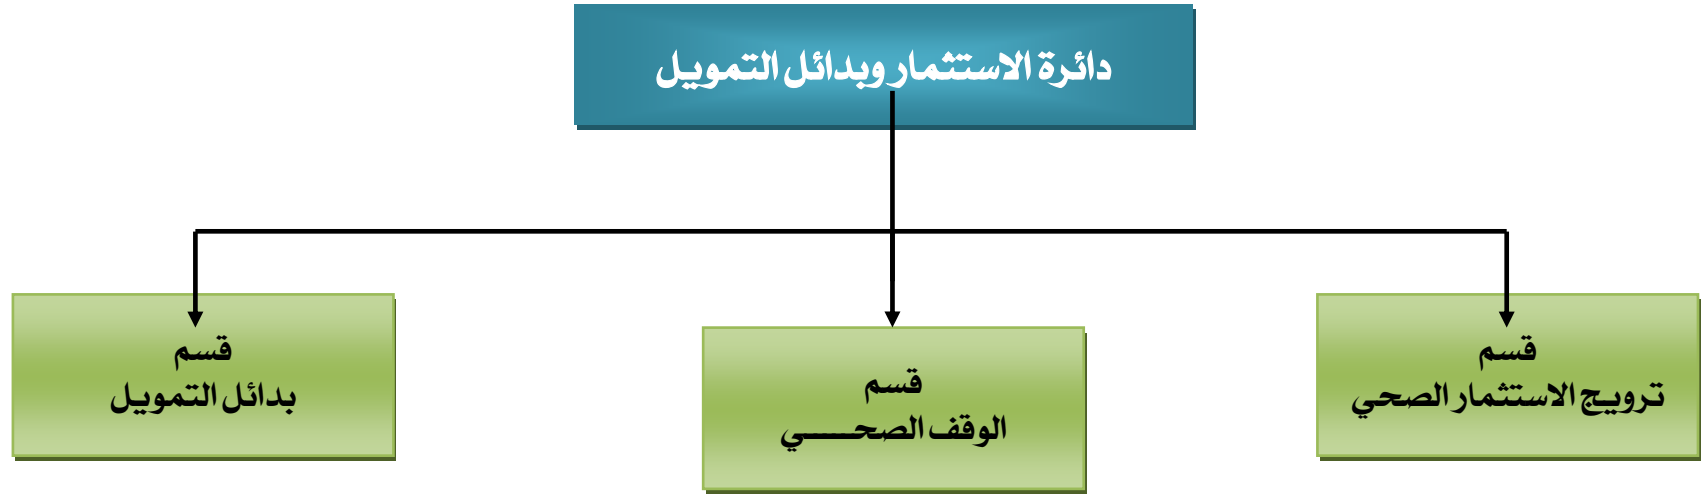 دائرة الاستثمار وبدائل التمويل
قسم
ترويج الاستثمار الصحي
قسم
الوقف الصحـــــي
قسم
بدائل التمويل